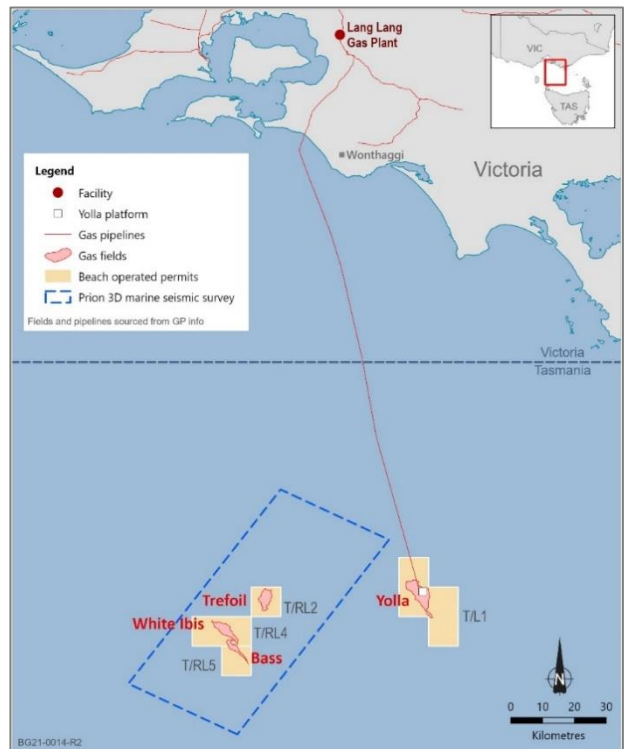 Lang Lang
Gas Plant
VIC
TAS
Wonthaggi
Victoria
Legend
Facility
Yolla platform
Gas pipelines
Gas fields
Beach operated permits
Prion 3D marine seismic survey
Fields and pipelines sourced from GP info
Victoria
Tasmania
Trefoil
T/RL2
Yolla
T/L1
White Ibis
T/RL4
T/RL5
Bass
N
0 10 20 30
Kilometres
BG21-0014-R2